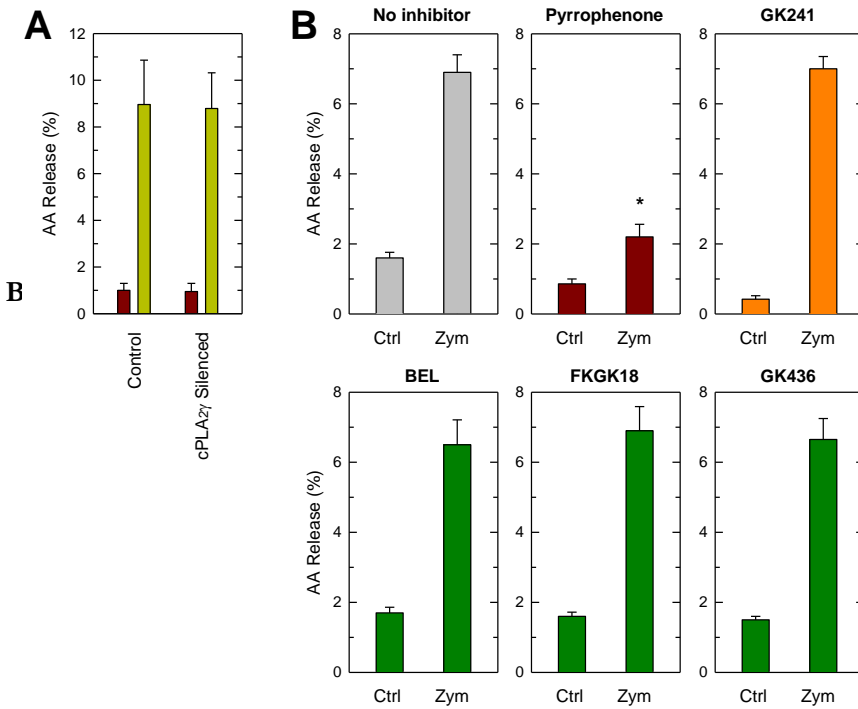 A
B
AA Release (%)
12
10
8
6
4
2
0
Control
cPLA2γ Silenced
B
No inhibitor
Pyrrophenone
GK241
AA Release (%)
8
6
4
2
0
Ctrl Zym
8
6
4
2
0
*
Ctrl Zym
8
6
4
2
0
Ctrl Zym
BEL
FKGK18
GK436
AA Release (%)
8
6
4
2
0
Ctrl Zym
8
6
4
2
0
Ctrl Zym
8
6
4
2
0
Ctrl Zym